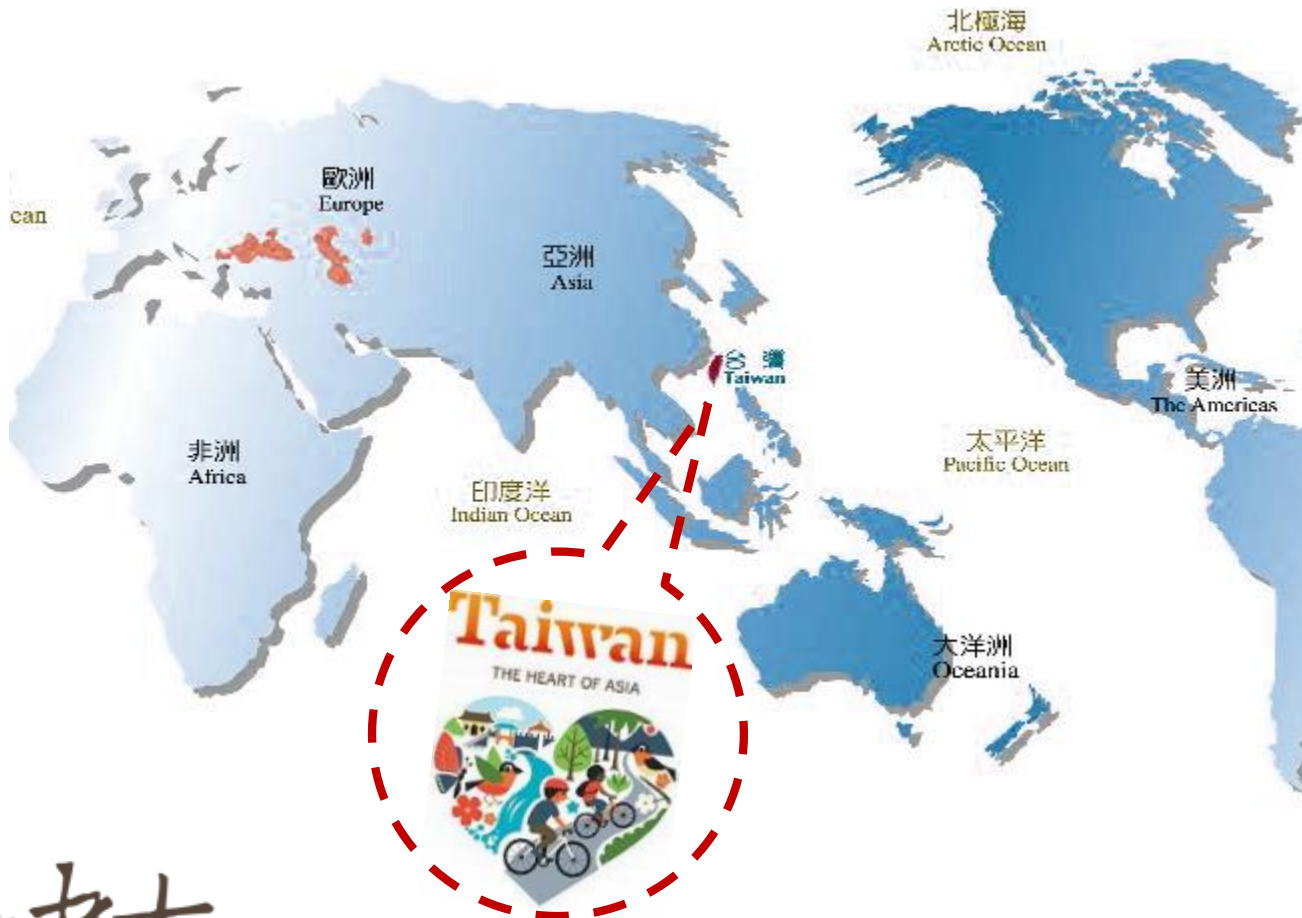 北極海
Arctic Ocean
歐洲
Europe
can
亞洲
Asia
台灣
Taiwan
美洲
The Americas
非洲
Africa
太平洋
Pacific Ocean
印度洋
Indian Ocean
大洋洲
Oceania
Taiwan
THE HEART OF ASIA